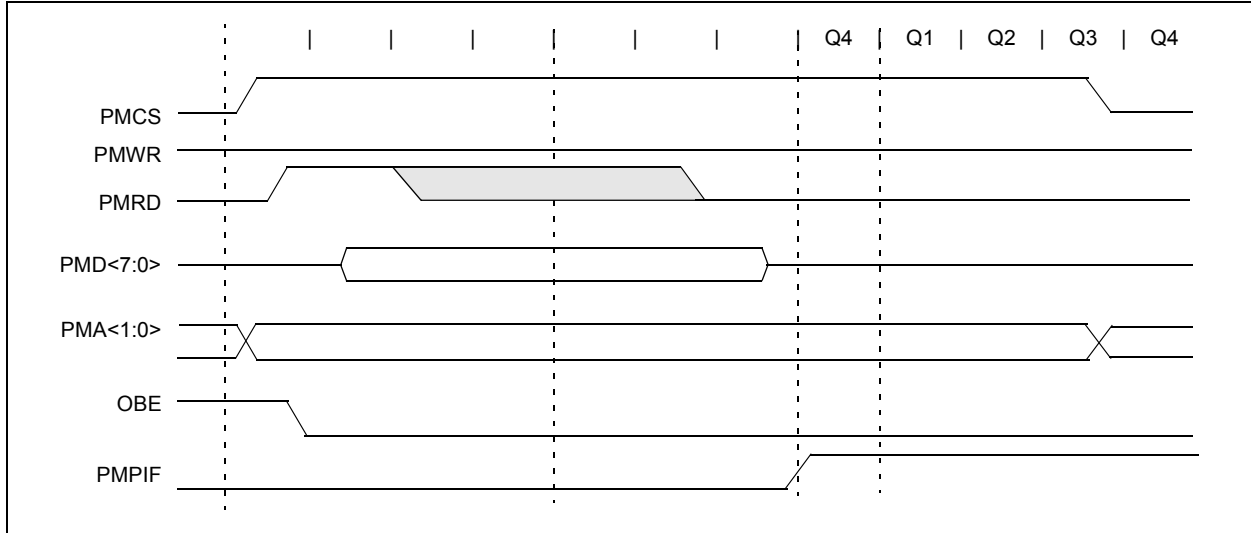 | | | | | | | Q4 | Q1 | Q2 | Q3 | Q4
PMCS
PMWR
PMRD
PMD<7:0>
PMA<1:0>
OBE
PMPIF